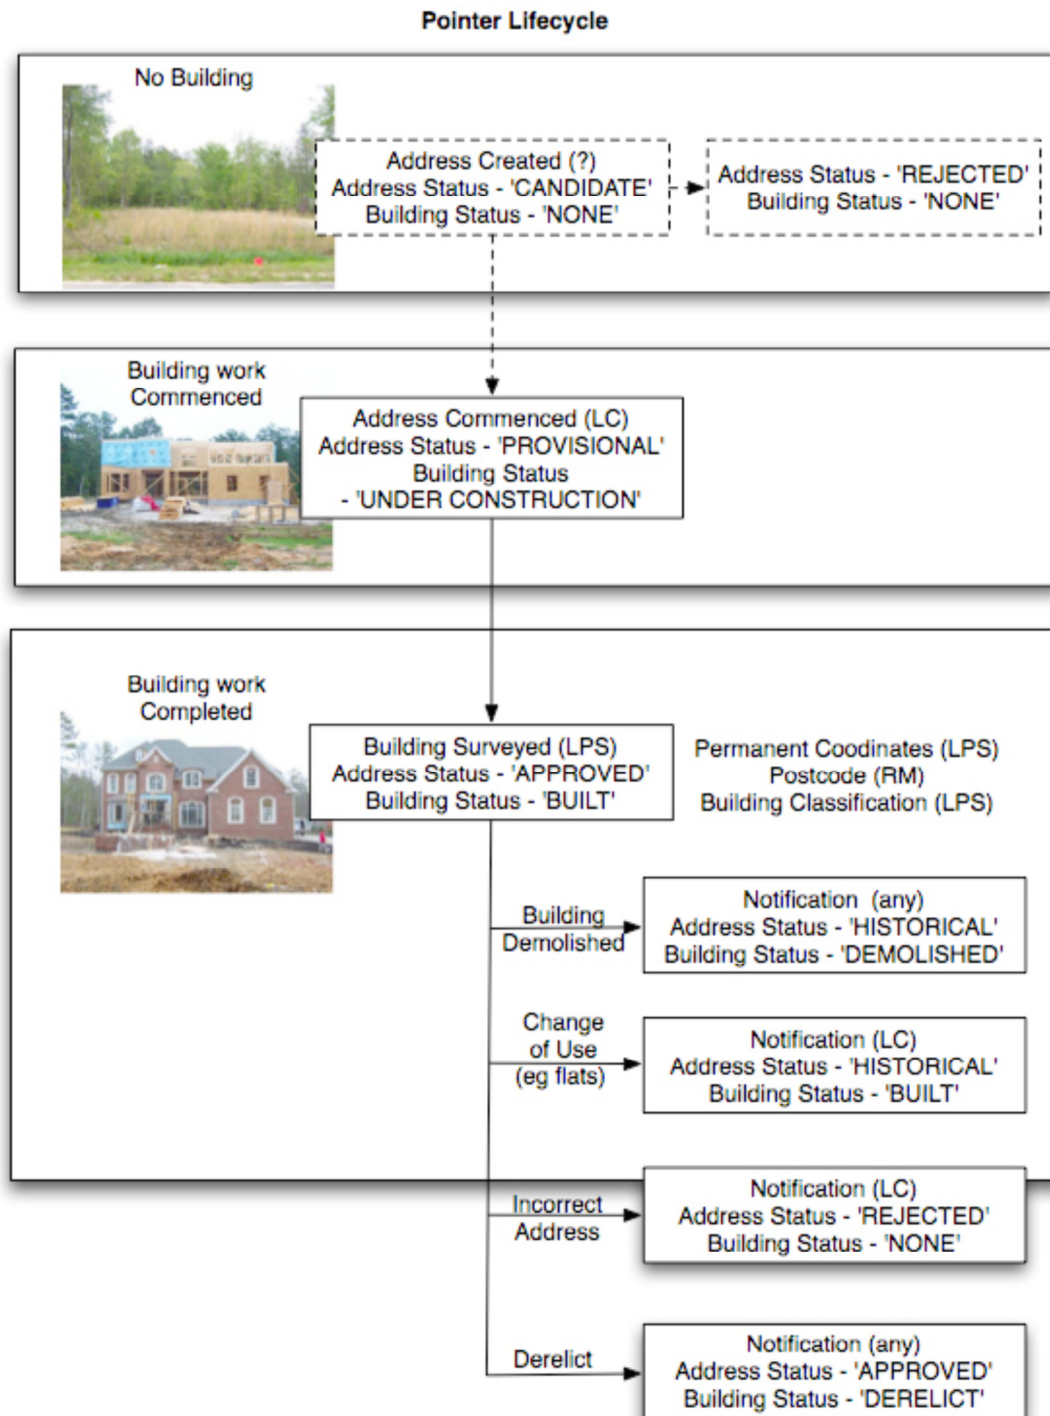 Pointer Lifecycle
No Building
Address Created (?)
Address Status - 'CANDIDATE'
Building Status - 'NONE'
Address Status - 'REJECTED'
Building Status - 'NONE'
Building work
Commenced
Address Commenced (LC)
Address Status - 'PROVISIONAL'
Building Status
- 'UNDER CONSTRUCTION'
Building work
Completed
Building Surveyed (LPS)
Address Status - 'APPROVED'
Building Status - 'BUILT'
Permanent Coodinates (LPS)
Postcode (RM)
Building Classification (LPS)
Building
Demolished
Notification (any)
Address Status - 'HISTORICAL'
Building Status - 'DEMOLISHED'
Change
of Use
(eg flats)
Notification (LC)
Address Status - 'HISTORICAL'
Building Status - 'BUILT'
Incorrect
Address
Notification (LC)
Address Status - 'REJECTED'
Building Status - 'NONE'
Derelict
Notification (any)
Address Status - 'APPROVED'
Building Status - 'DERELICT'